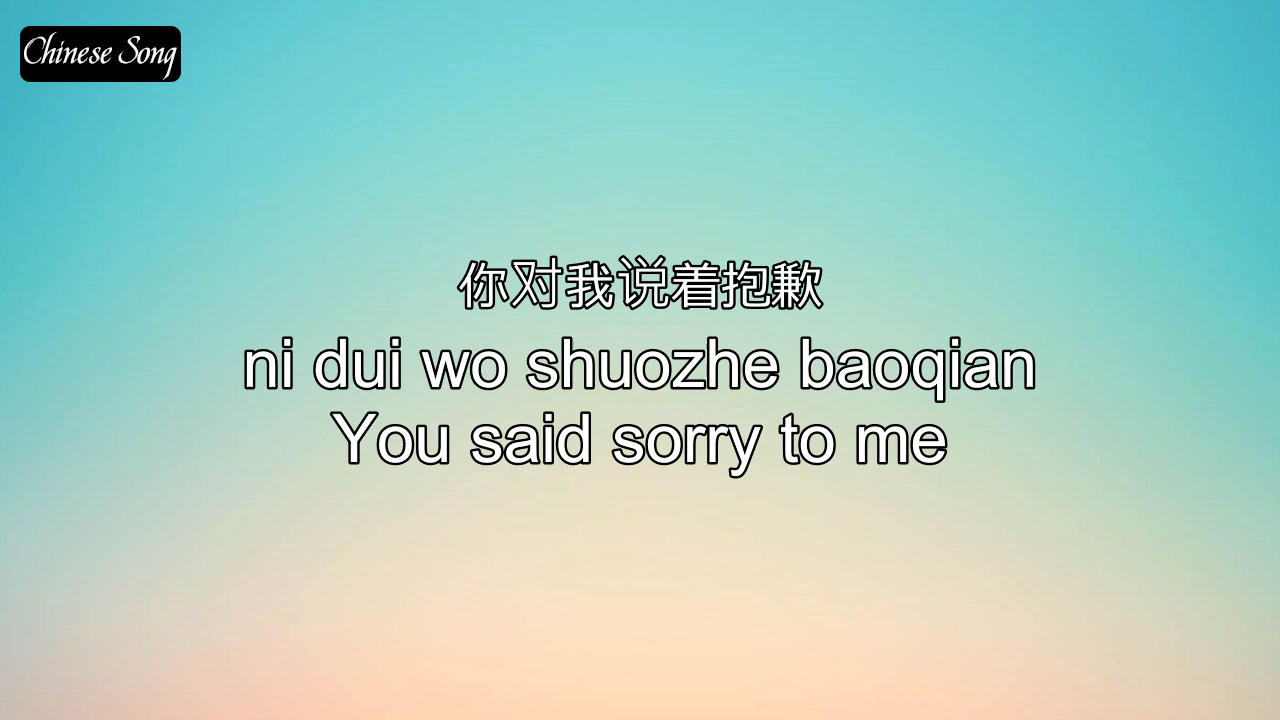 Chinese Song
你对我说着抱歉
ni dui wo shuozhe baoqian
You said sorry to me